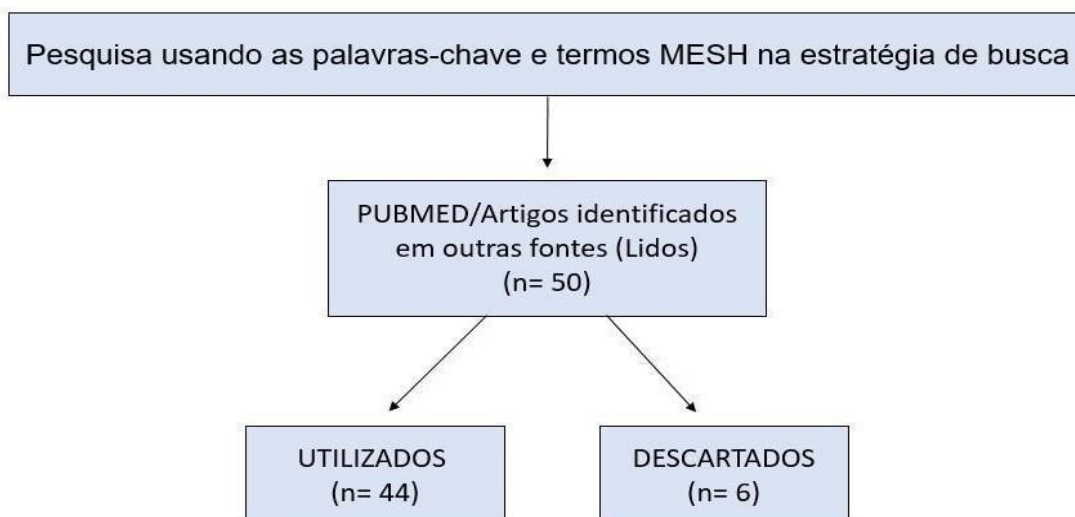 Pesquisa usando as palavras-chave e termos MESH na estratégia de busca
PUBMED/Artigos identificados
em outras fontes (Lidos)
(n= 50)
UTILIZADOS
(n= 44)
DESCARTADOS
(n= 6)